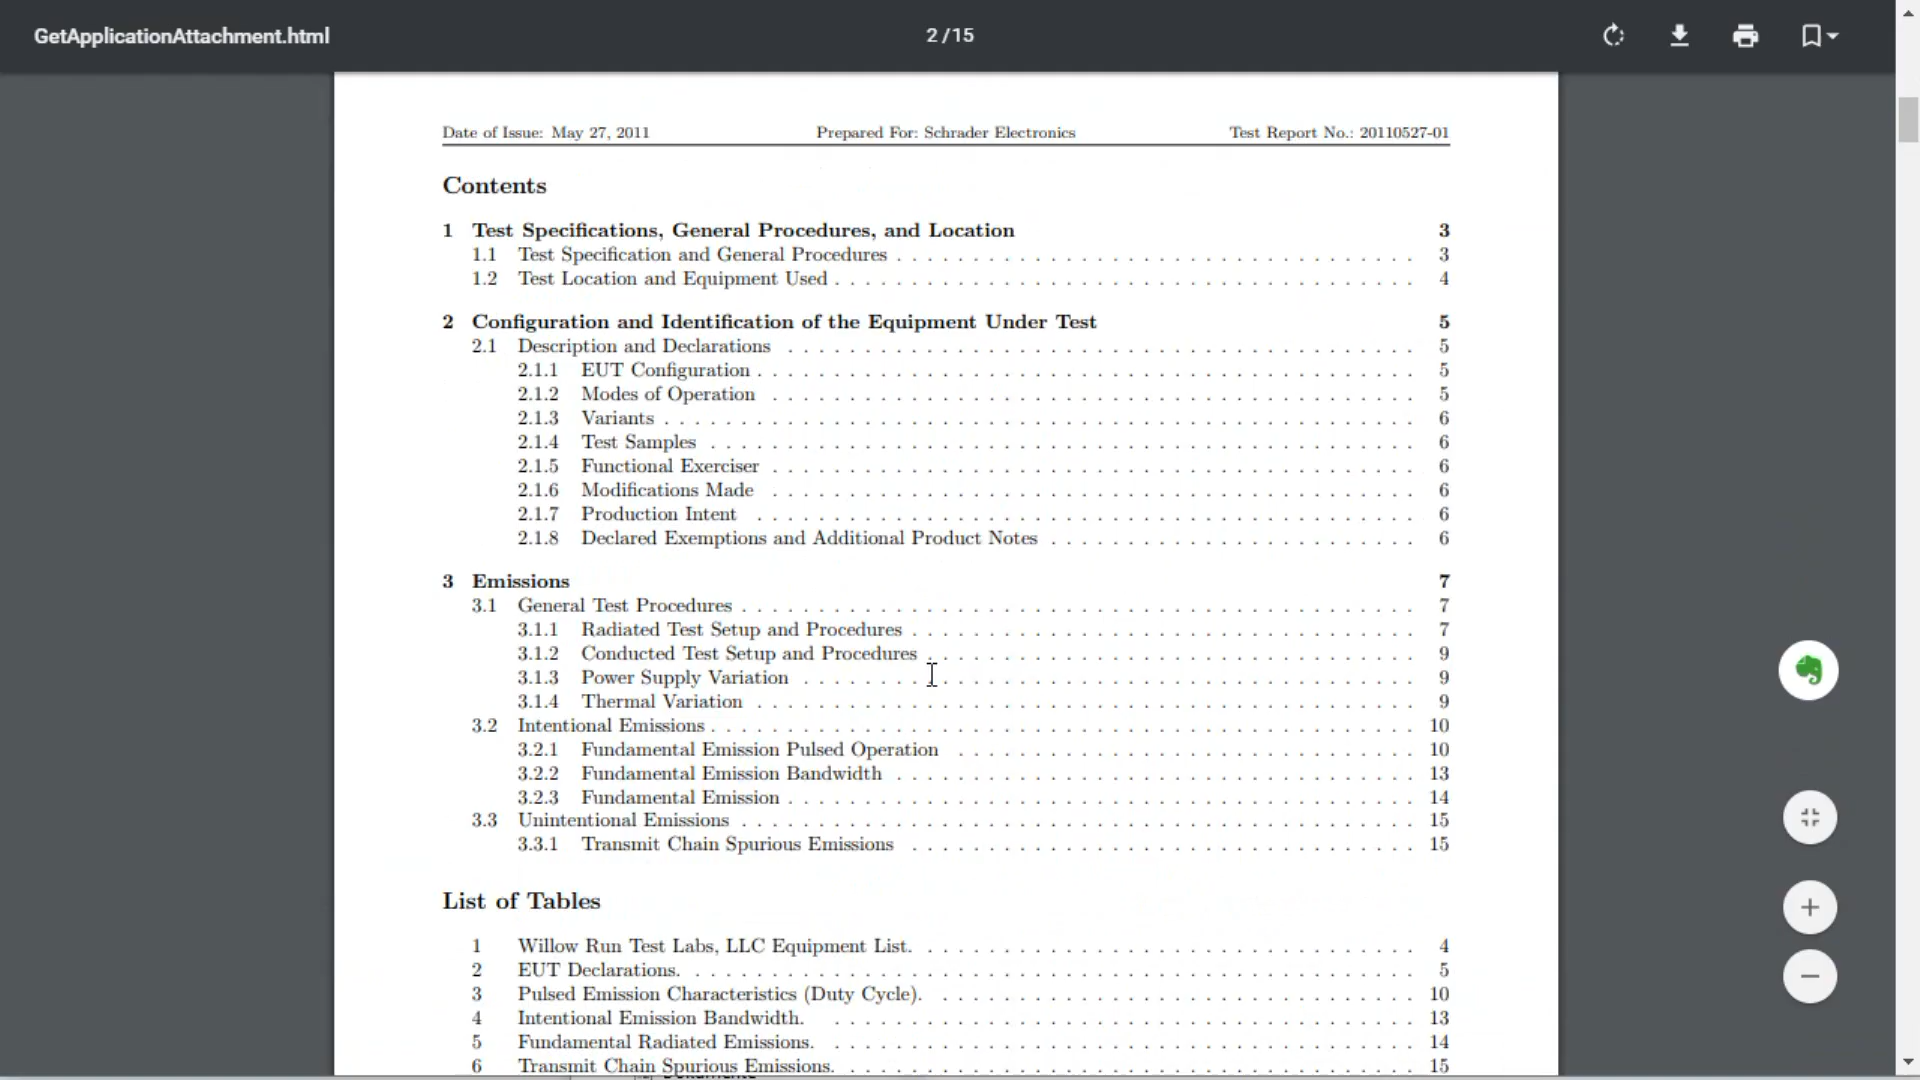 GetApplicationAttachment.html 2 / 15
Date of Issue: May 27, 2011 Prepared For: Schrader Electronics Test Report No.: 20110527-01
Contents
1 Test Specifications, General Procedures, and Location 3
1.1 Test Specification and General Procedures 3
1.2 Test Location and Equipment Used 4
2 Configuration and Identification of the Equipment Under Test 5
2.1 Description and Declarations 5
2.1.1 EUT Configuration 5
2.1.2 Modes of Operation 5
2.1.3 Variants 6
2.1.4 Test Samples 6
2.1.5 Functional Exerciser 6
2.1.6 Modifications Made 6
2.1.7 Production Intent 6
2.1.8 Declared Exemptions and Additional Product Notes 6
3 Emissions 7
3.1 General Test Procedures 7
3.1.1 Radiated Test Setup and Procedures 7
3.1.2 Conducted Test Setup and Procedures 9
3.1.3 Power Supply Variation 9
3.1.4 Thermal Variation 9
3.2 Intentional Emissions 10
3.2.1 Fundamental Emission Pulsed Operation 10
3.2.2 Fundamental Emission Bandwidth 13
3.2.3 Fundamental Emission 14
3.3 Unintentional Emissions 15
3.3.1 Transmit Chain Spurious Emissions 15
List of Tables
1 Willow Run Test Labs, LLC Equipment List. 4
2 EUT Declarations. 5
3 Pulsed Emission Characteristics (Duty Cycle). 10
4 Intentional Emission Bandwidth. 13
5 Fundamental Radiated Emissions. 14
6 Transmit Chain Spurious Emissions. 15